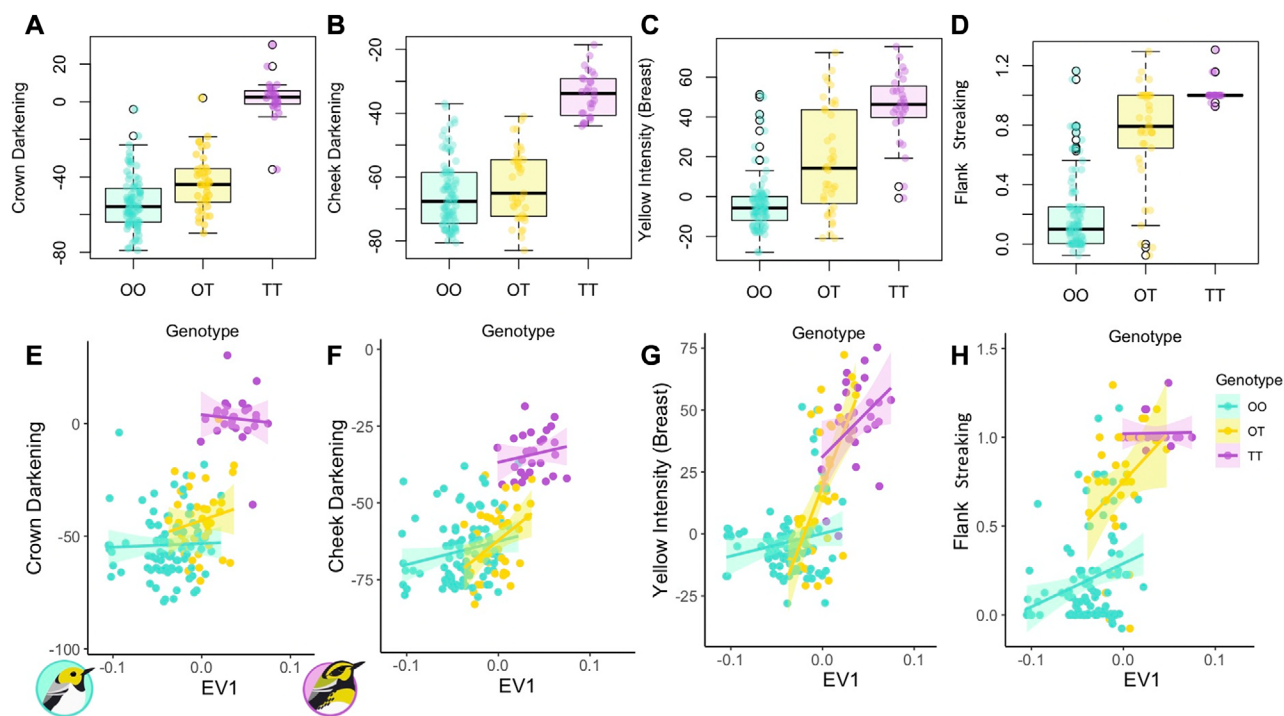 A
Crown Darkening
20
0
-40
-80
OO OT TT
Genotype
B
Cheek Darkening
-20
-40
-60
-80
OO OT TT
Genotype
C
Yellow Intensity (Breast)
60
40
20
0
-20
OO OT TT
Genotype
D
Flank Streaking
1.2
0.8
0.4
0.0
OO OT TT
Genotype
E
Crown Darkening
0
-50
-100
-0.1 0.0 0.1
EV1
F
Cheek Darkening
0
-25
-50
-75
-0.1 0.0 0.1
EV1
G
Yellow Intensity (Breast)
75
50
25
0
-25
-0.1 0.0 0.1
EV1
H
Flank Streaking
1.5
1.0
0.5
0.0
-0.1 0.0 0.1
EV1
Genotype
OO
OT
TT